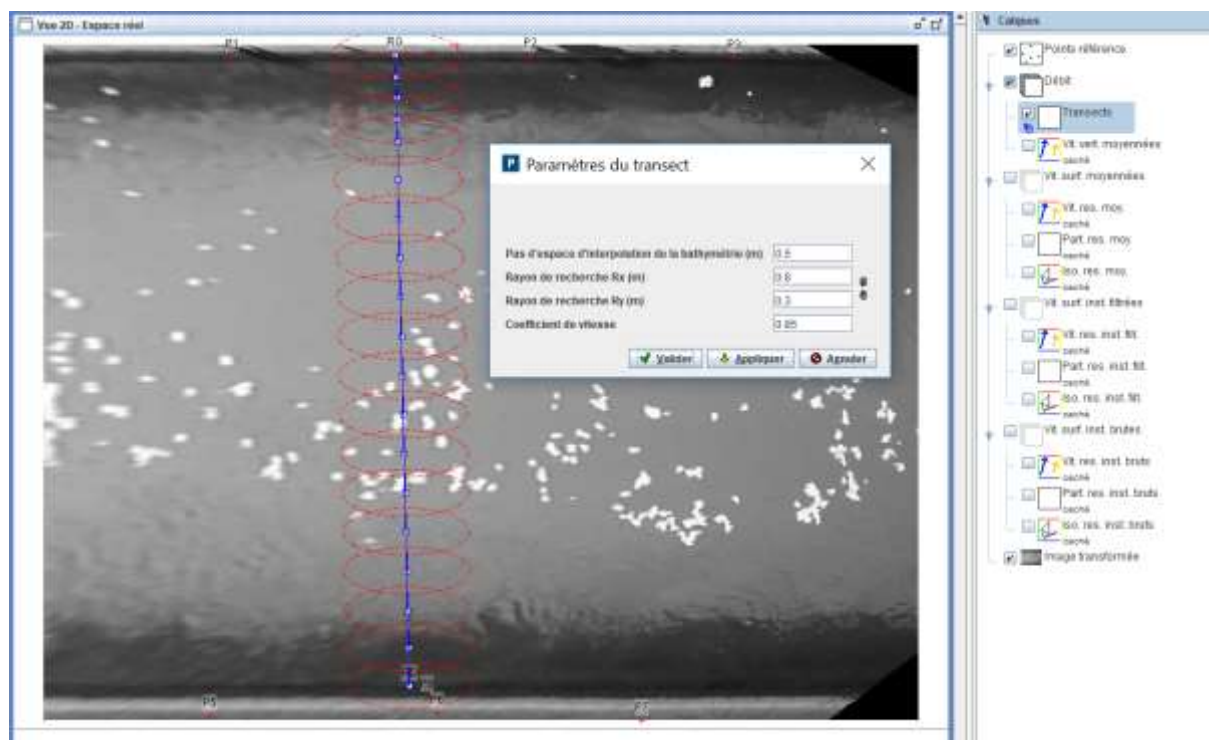 Vue 2D - Espace réel
P1
R0
P2
P3
P5
Paramètres du transect
Pas d'espace d'interpolation de la bathymétrie (m)
0.5
Rayon de recherche Rx (m)
0.8
Rayon de recherche Ry (m)
0.3
Coefficient de vitesse
0.85
Valider
Appliquer
Annuler
Calques
Points référence
Débit
Transects
Vit. vert. moyennées
caché
Vit. surf. moyennées
Vit. res. moy.
caché
Part. res. moy.
caché
Iso. res. moy.
caché
Vit. surf. inst. filtrées
Vit. res. inst. filt.
caché
Part. res. inst. filt.
caché
Iso. res. inst. filt.
caché
Vit. surf. inst. brutes
Vit. res. inst. bruts
caché
Part. res. inst. bruts
caché
Iso. res. inst. bruts
caché
Image transformée